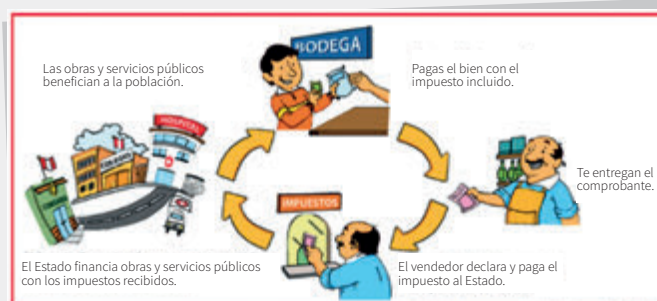 BODEGA
Las obras y servicios públicos
benefician a la población.
Pagas el bien con el
impuesto incluido.
HOSPITAL
COLEGIO
Te entregan el
comprobante.
IMPUESTOS
El Estado financia obras y servicios públicos
con los impuestos recibidos.
El vendedor declara y paga el
impuesto al Estado.